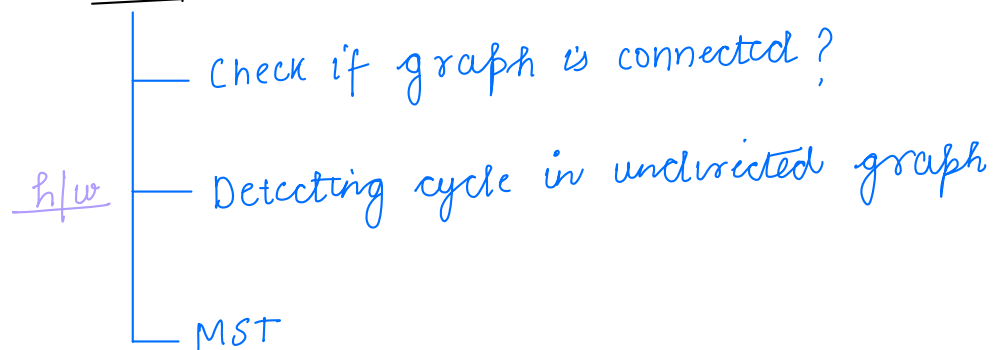 Check if graph is connected ?
h/w
Detecting cycle in undirected graph
MST